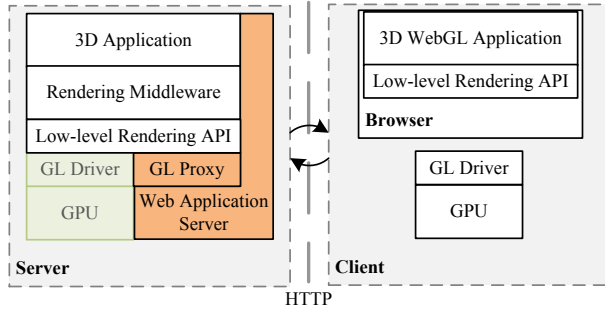 3D Application
Rendering Middleware
Low-level Rendering API
GL Driver
GL Proxy
GPU
Web Application
Server
Server
HTTP
3D WebGL Application
Low-level Rendering API
Browser
GL Driver
GPU
Client